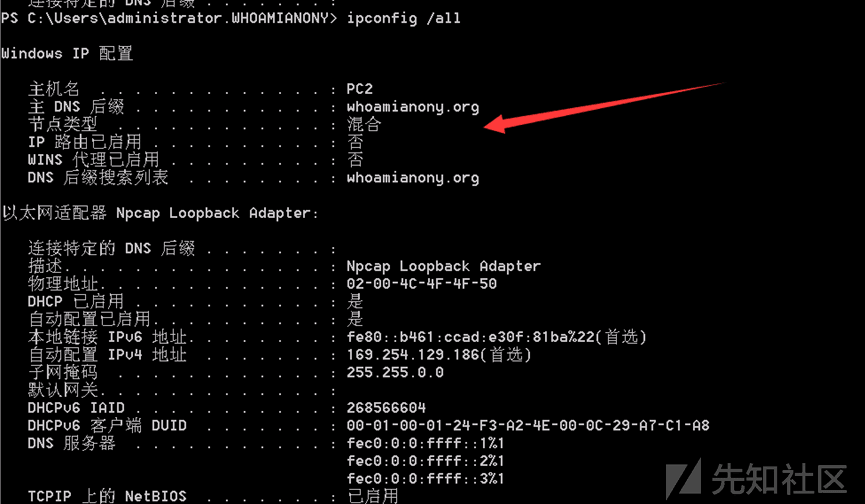 连接特定的 DNS 后缀 . . . . . . . :
PS C:\Users\administrator.WHOAMIANONY> ipconfig /all
Windows IP 配置
主机名 . . . . . . . . . . . . . : PC2
主 DNS 后缀 . . . . . . . . . . . : whoamianony.org
节点类型 . . . . . . . . . . . . : 混合
IP 路由已启用 . . . . . . . . . . : 否
WINS 代理已启用 . . . . . . . . . : 否
DNS 后缀搜索列表 . . . . . . . . : whoamianony.org
以太网适配器 Npcap Loopback Adapter:
连接特定的 DNS 后缀 . . . . . . . :
描述. . . . . . . . . . . . . . . : Npcap Loopback Adapter
物理地址. . . . . . . . . . . . . : 02-00-4C-4F-4F-50
DHCP 已启用 . . . . . . . . . . . : 是
自动配置已启用. . . . . . . . . . : 是
本地链接 IPv6 地址. . . . . . . . : fe80::b461:ccad:e30f:81ba%22(首选)
自动配置 IPv4 地址 . . . . . . . : 169.254.129.186(首选)
子网掩码 . . . . . . . . . . . . : 255.255.0.0
默认网关. . . . . . . . . . . . . :
DHCPv6 IAID . . . . . . . . . . . : 268566604
DHCPv6 客户端 DUID . . . . . . . : 00-01-00-01-24-F3-A2-4E-00-0C-29-A7-C1-A8
DNS 服务器 . . . . . . . . . . . : fec0:0:0:ffff::1%1
fec0:0:0:ffff::2%1
fec0:0:0:ffff::3%1
TCPIP 上的 NetBIOS . . . . . . . : 已启用
先知社区